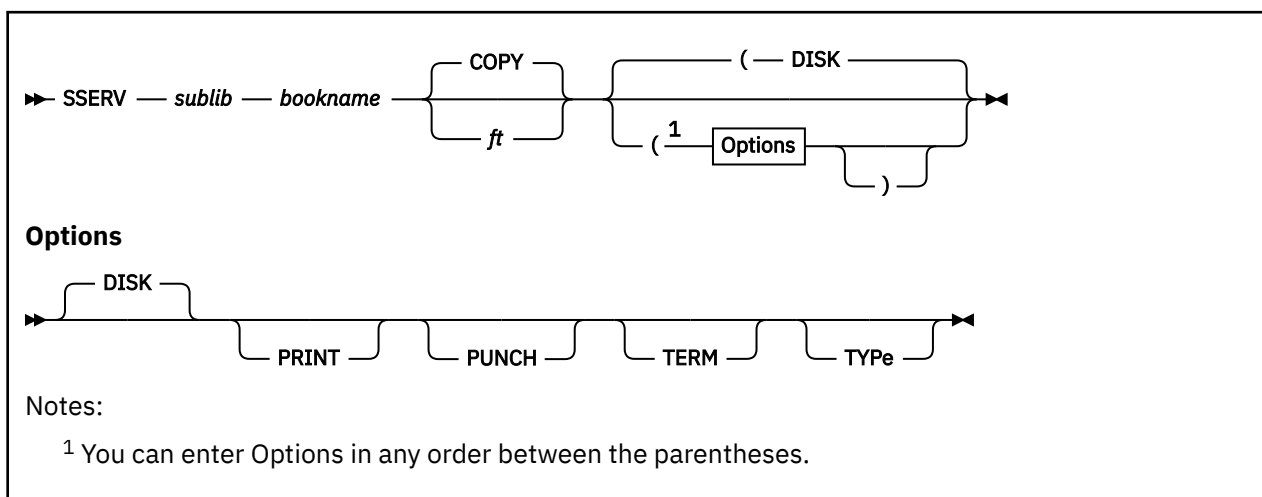 COPY ( DISK
SSERV sublib bookname
ft ( 1 Options
)
Options
DISK
PRINT PUNCH TERM TYPe
Notes:
1 You can enter Options in any order between the parentheses.